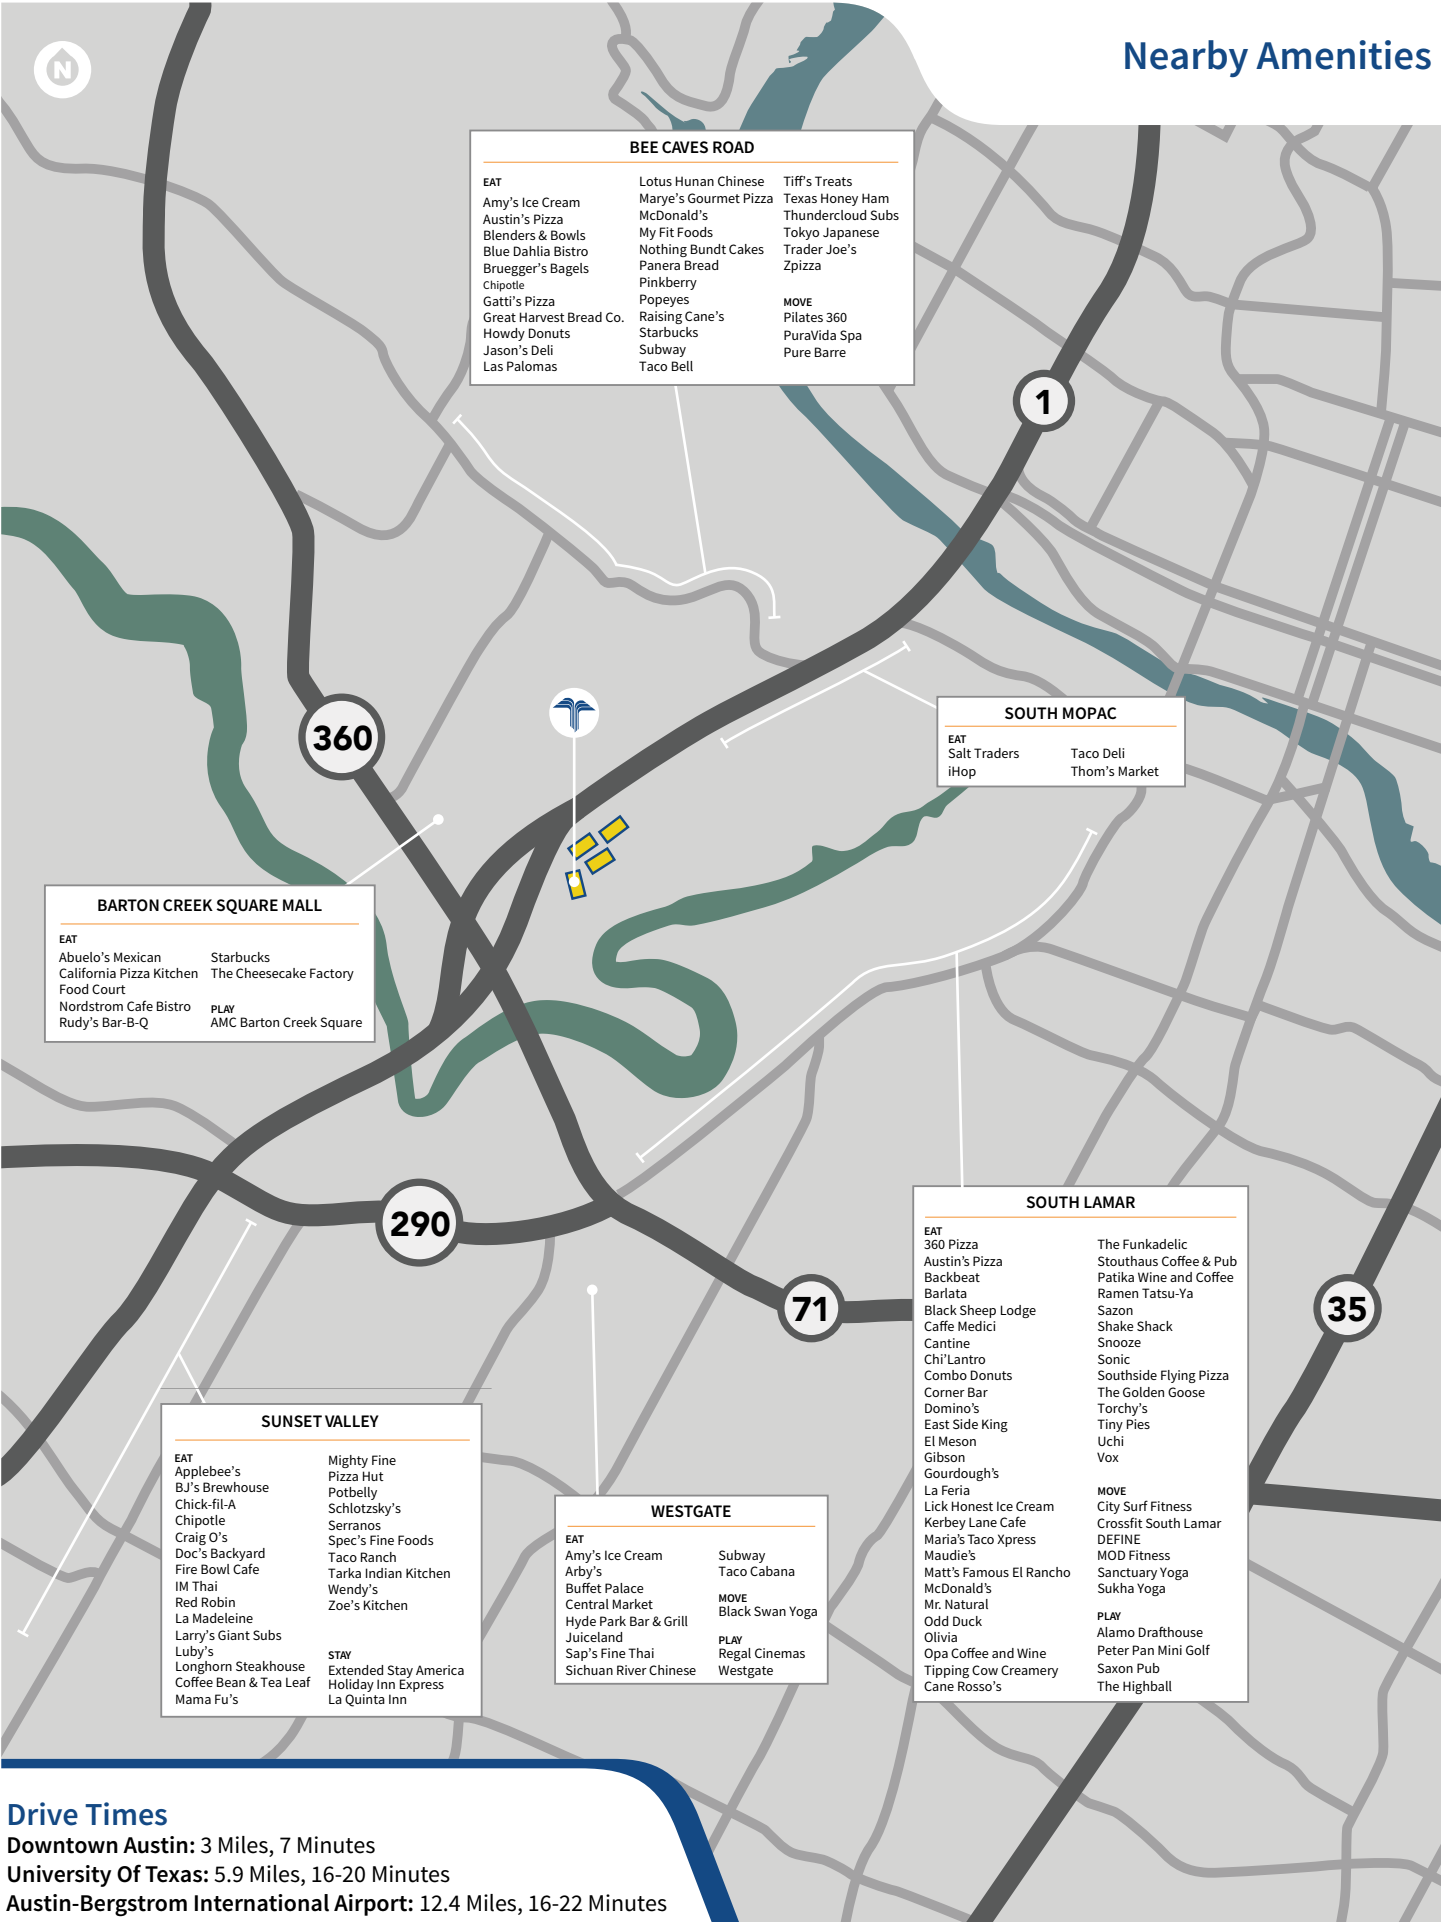 N
Nearby Amenities
BEE CAVES ROAD
EAT
Amy's Ice Cream
Austin's Pizza
Blenders & Bowls
Blue Dahlia Bistro
Bruegger's Bagels
Chipotle
Gatti's Pizza
Great Harvest Bread Co.
Howdy Donuts
Jason's Deli
Las Palomas
Lotus Hunan Chinese
Marye's Gourmet Pizza
McDonald's
My Fit Foods
Nothing Bundt Cakes
Panera Bread
Pinkberry
Popeyes
Raising Cane's
Starbucks
Subway
Taco Bell
Tiff's Treats
Texas Honey Ham
Thundercloud Subs
Tokyo Japanese
Trader Joe's
Zpizza
MOVE
Pilates 360
PuraVida Spa
Pure Barre
1
360
SOUTH MOPAC
EAT
Salt Traders
iHop
Taco Deli
Thom's Market
BARTON CREEK SQUARE MALL
EAT
Abuelo's Mexican
California Pizza Kitchen
Food Court
Nordstrom Cafe Bistro
Rudy's Bar-B-Q
Starbucks
The Cheesecake Factory
PLAY
AMC Barton Creek Square
290
71
35
SOUTH LAMAR
EAT
360 Pizza
Austin's Pizza
Backbeat
Barlata
Black Sheep Lodge
Caffe Medici
Cantine
Chi'Lantro
Combo Donuts
Corner Bar
Domino's
East Side King
El Meson
Gibson
Gourdough's
La Feria
Lick Honest Ice Cream
Kerbey Lane Cafe
Maria's Taco Xpress
Maudie's
Matt's Famous El Rancho
McDonald's
Mr. Natural
Odd Duck
Olivia
Opa Coffee and Wine
Tipping Cow Creamery
Cane Rosso's
The Funkadelic
Stouthaus Coffee & Pub
Patika Wine and Coffee
Ramen Tatsu-Ya
Sazon
Shake Shack
Snooze
Sonic
Southside Flying Pizza
The Golden Goose
Torchy's
Tiny Pies
Uchi
Vox
MOVE
City Surf Fitness
Crossfit South Lamar
DEFINE
MOD Fitness
Sanctuary Yoga
Sukha Yoga
PLAY
Alamo Drafthouse
Peter Pan Mini Golf
Saxon Pub
The Highball
SUNSET VALLEY
EAT
Applebee's
BJ's Brewhouse
Chick-fil-A
Chipotle
Craig O's
Doc's Backyard
Fire Bowl Cafe
IM Thai
Red Robin
La Madeleine
Larry's Giant Subs
Luby's
Longhorn Steakhouse
Coffee Bean & Tea Leaf
Mama Fu's
Mighty Fine
Pizza Hut
Potbelly
Schlotzsky's
Serranos
Spec's Fine Foods
Taco Ranch
Tarka Indian Kitchen
Wendy's
Zoe's Kitchen
STAY
Extended Stay America
Holiday Inn Express
La Quinta Inn
WESTGATE
EAT
Amy's Ice Cream
Arby's
Buffet Palace
Central Market
Hyde Park Bar & Grill
Juiceland
Sap's Fine Thai
Sichuan River Chinese
Subway
Taco Cabana
MOVE
Black Swan Yoga
PLAY
Regal Cinemas
Westgate
Drive Times
Downtown Austin: 3 Miles, 7 Minutes
University Of Texas: 5.9 Miles, 16-20 Minutes
Austin-Bergstrom International Airport: 12.4 Miles, 16-22 Minutes